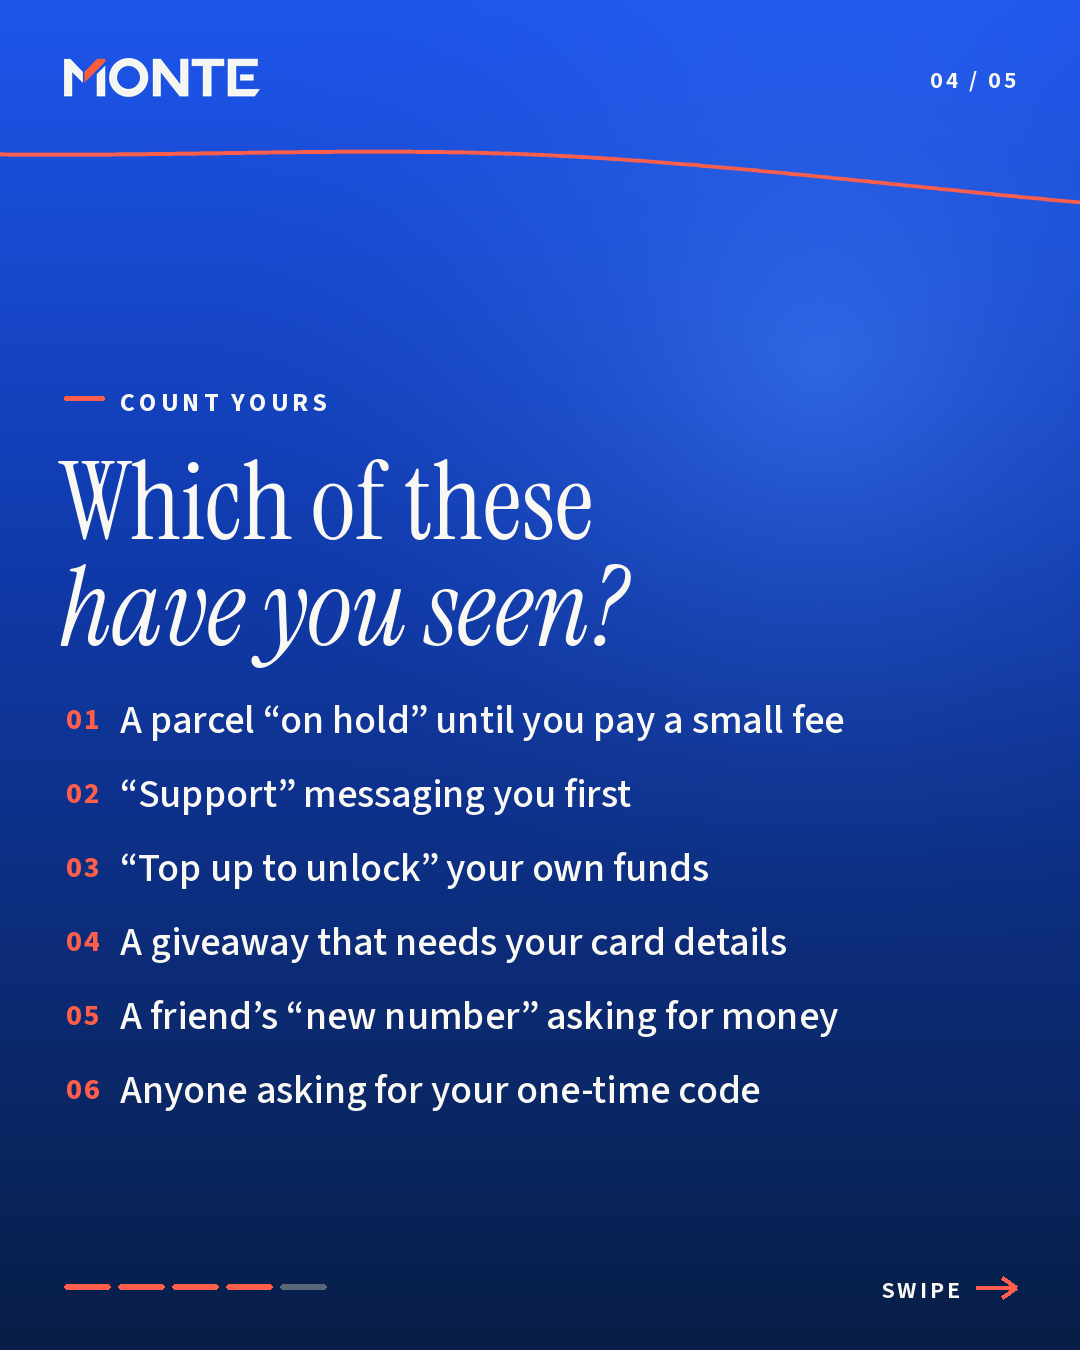 MONTE
04 / 05
COUNT YOURS
Which of these
have you seen?
01 A parcel “on hold” until you pay a small fee
02 “Support” messaging you first
03 “Top up to unlock” your own funds
04 A giveaway that needs your card details
05 A friend’s “new number” asking for money
06 Anyone asking for your one-time code
SWIPE